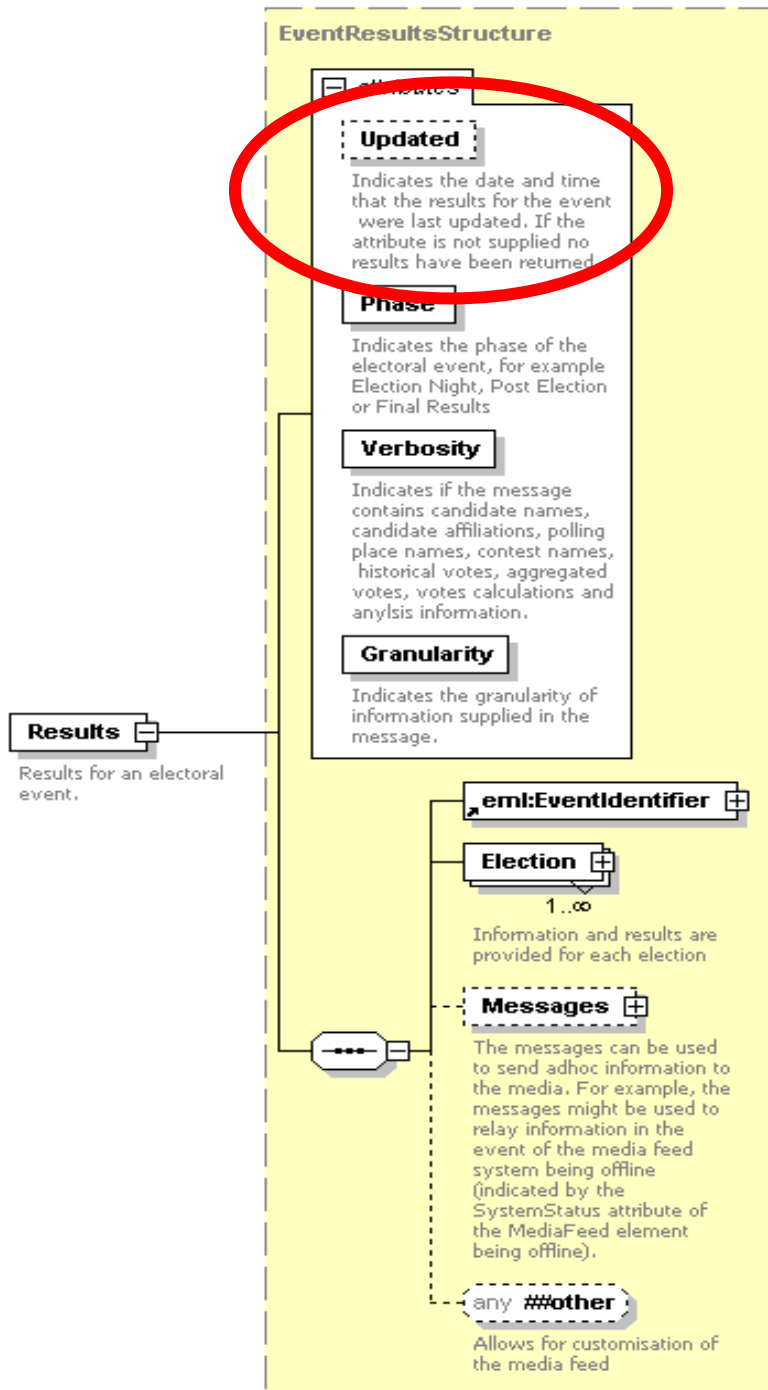 EventResultsStructure
attributes
Updated
Indicates the date and time
that the results for the event
were last updated. If the
attribute is not supplied no
results have been returned
Phase
Indicates the phase of the
electoral event, for example
Election Night, Post Election
or Final Results
Verbosity
Indicates if the message
contains candidate names,
candidate affiliations, polling
place names, contest names,
historical votes, aggregated
votes, votes calculations and
anylsis information.
Granularity
Indicates the granularity of
information supplied in the
message.
Results
Results for an electoral
event.
eml:EventIdentifier
Election
1..∞
Information and results are
provided for each election
Messages
The messages can be used
to send adhoc information to
the media. For example, the
messages might be used to
relay information in the
event of the media feed
system being offline
(indicated by the
SystemStatus attribute of
the MediaFeed element
being offline).
any ##other
Allows for customisation of
the media feed